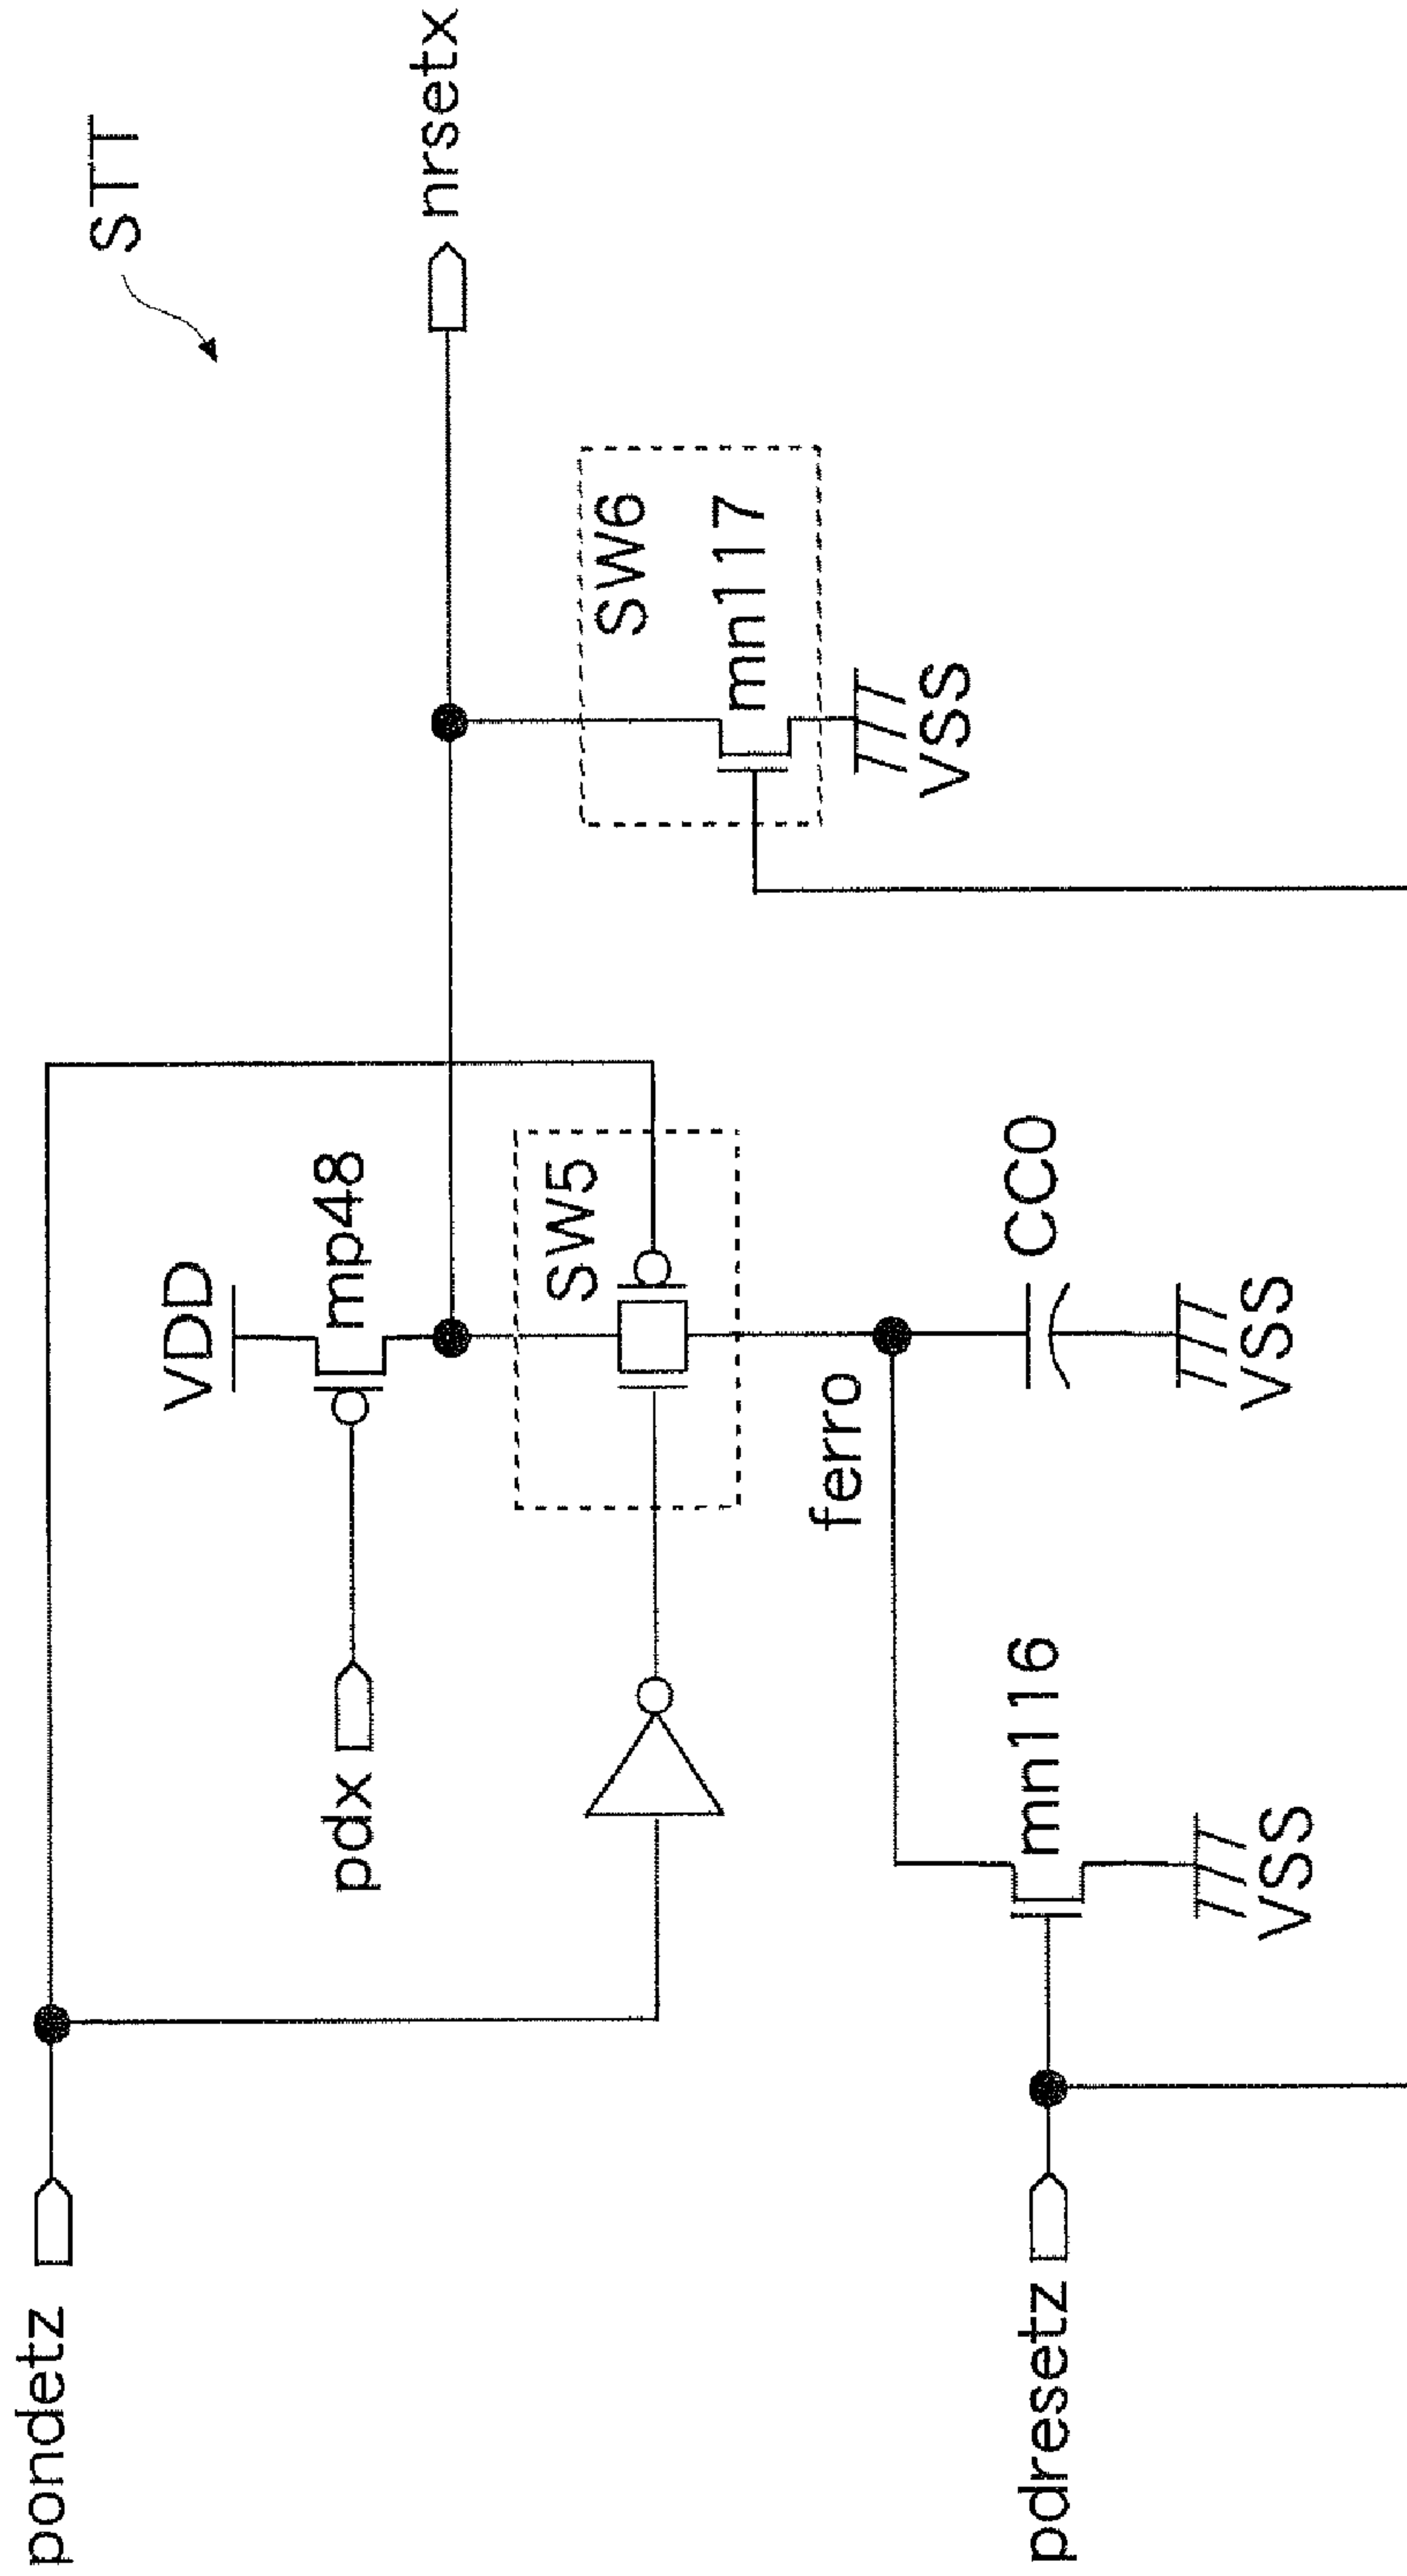 STT
pondetz
VDD
mp48
pdx
nrsetx
SW5
SW6
mn117
VSS
ferro
CC0
VSS
mn116
VSS
pdresetz